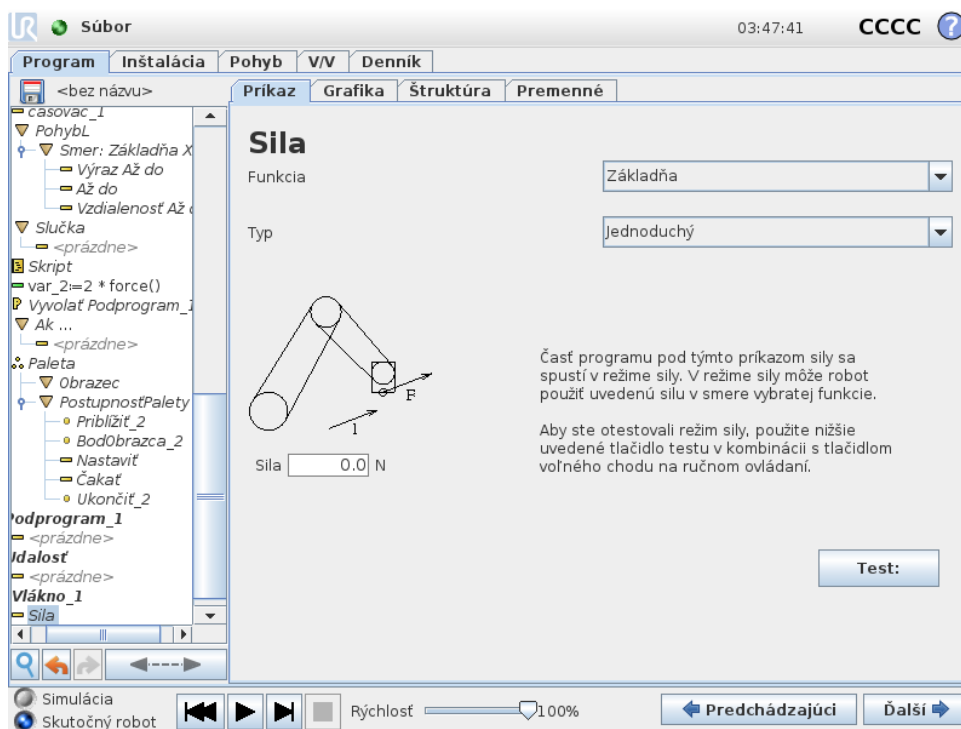 UR Súbor 03:47:41 CCCC ?
Program Inštalácia Pohyb V/V Denník
<bez názvu> Príkaz Grafika Štruktúra Premenné
časovač_1
PohybL
Smer: Základňa X
Výraz Až do
Až do
Vzdialenosť Až
Slučka
<prázdne>
Skript
var_2:=2 * force()
Vyvolať Podprogram_1
Ak ...
<prázdne>
Paleta
Obrazec
PostupnosťPalety
Priblížiť_2
BodObrazca_2
Nastaviť
Čakať
Ukončiť_2
Podprogram_1
<prázdne>
Udalosť
<prázdne>
Vlákno_1
Sila
Sila
Funkcia Základňa
Typ Jednoduchý
F
l
Sila 0.0 N
Časť programu pod týmto príkazom sily sa
spustí v režime sily. V režime sily môže robot
použiť uvedenú silu v smere vybratej funkcie.
Aby ste otestovali režim sily, použite nižšie
uvedené tlačidlo testu v kombinácii s tlačidlom
voľného chodu na ručnom ovládaní.
Test:
Simulácia
Skutočný robot
Rýchlosť 100%
Predchádzajúci Ďalší